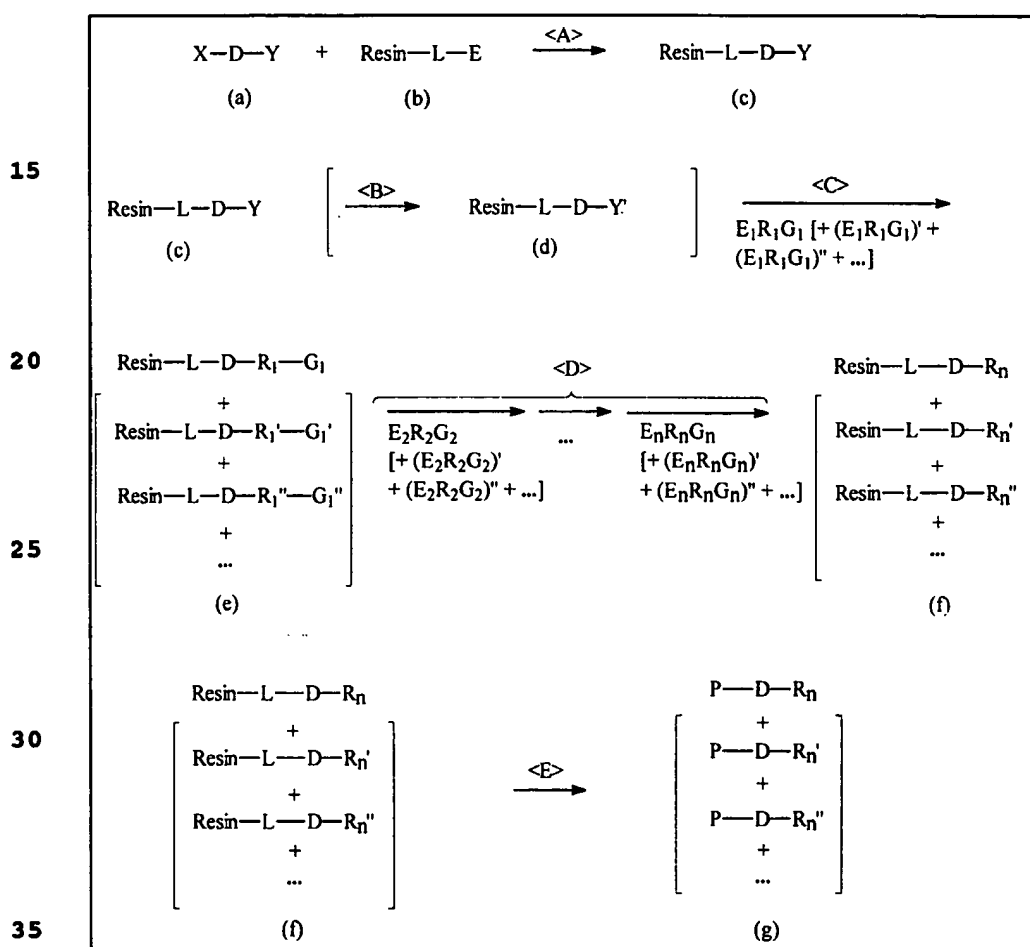 X—D—Y + Resin—L—E <A> Resin—L—D—Y
(a) (b) (c)
15
Resin—L—D—Y <B> Resin—L—D—Y' <C>
(c) (d) E₁R₁G₁ [+ (E₁R₁G₁)' +
(E₁R₁G₁)" + ...]
20
Resin—L—D—R₁—G₁ <D> Resin—L—D—Rn
+ +
Resin—L—D—R₁'—G₁' E₂R₂G₂ ... EnRnGn Resin—L—D—Rn'
+ [+ (E₂R₂G₂)' [+ (EnRnGn)' +
Resin—L—D—R₁"—G₁" + (E₂R₂G₂)" + ...] + (EnRnGn)" + ...] Resin—L—D—Rn"
+ +
25
... ...
(e) (f)
Resin—L—D—Rn P—D—Rn
+ +
30
Resin—L—D—Rn' <E> P—D—Rn'
+ +
Resin—L—D—Rn" P—D—Rn"
+ +
... ...
35
(f) (g)